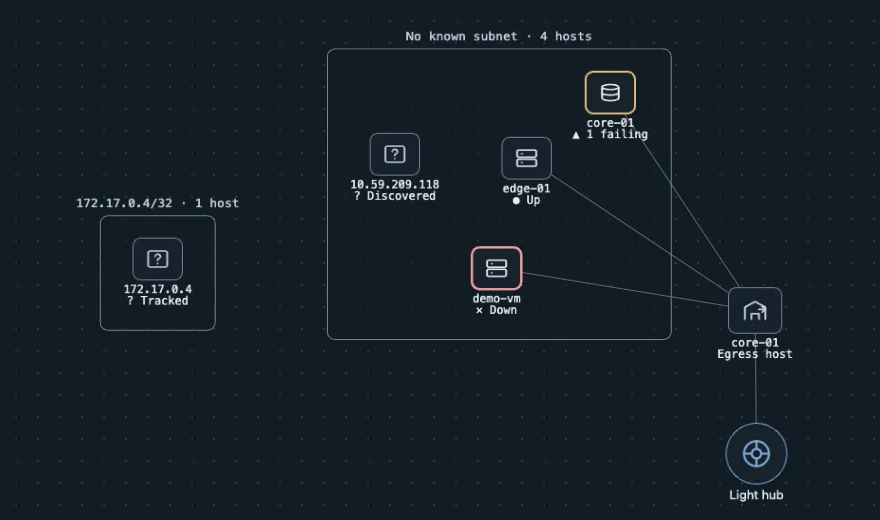 No known subnet · 4 hosts
core-01
▲ 1 failing
10.59.209.118
? Discovered
edge-01
● Up
172.17.0.4/32 · 1 host
172.17.0.4
? Tracked
demo-vm
× Down
core-01
Egress host
Light hub